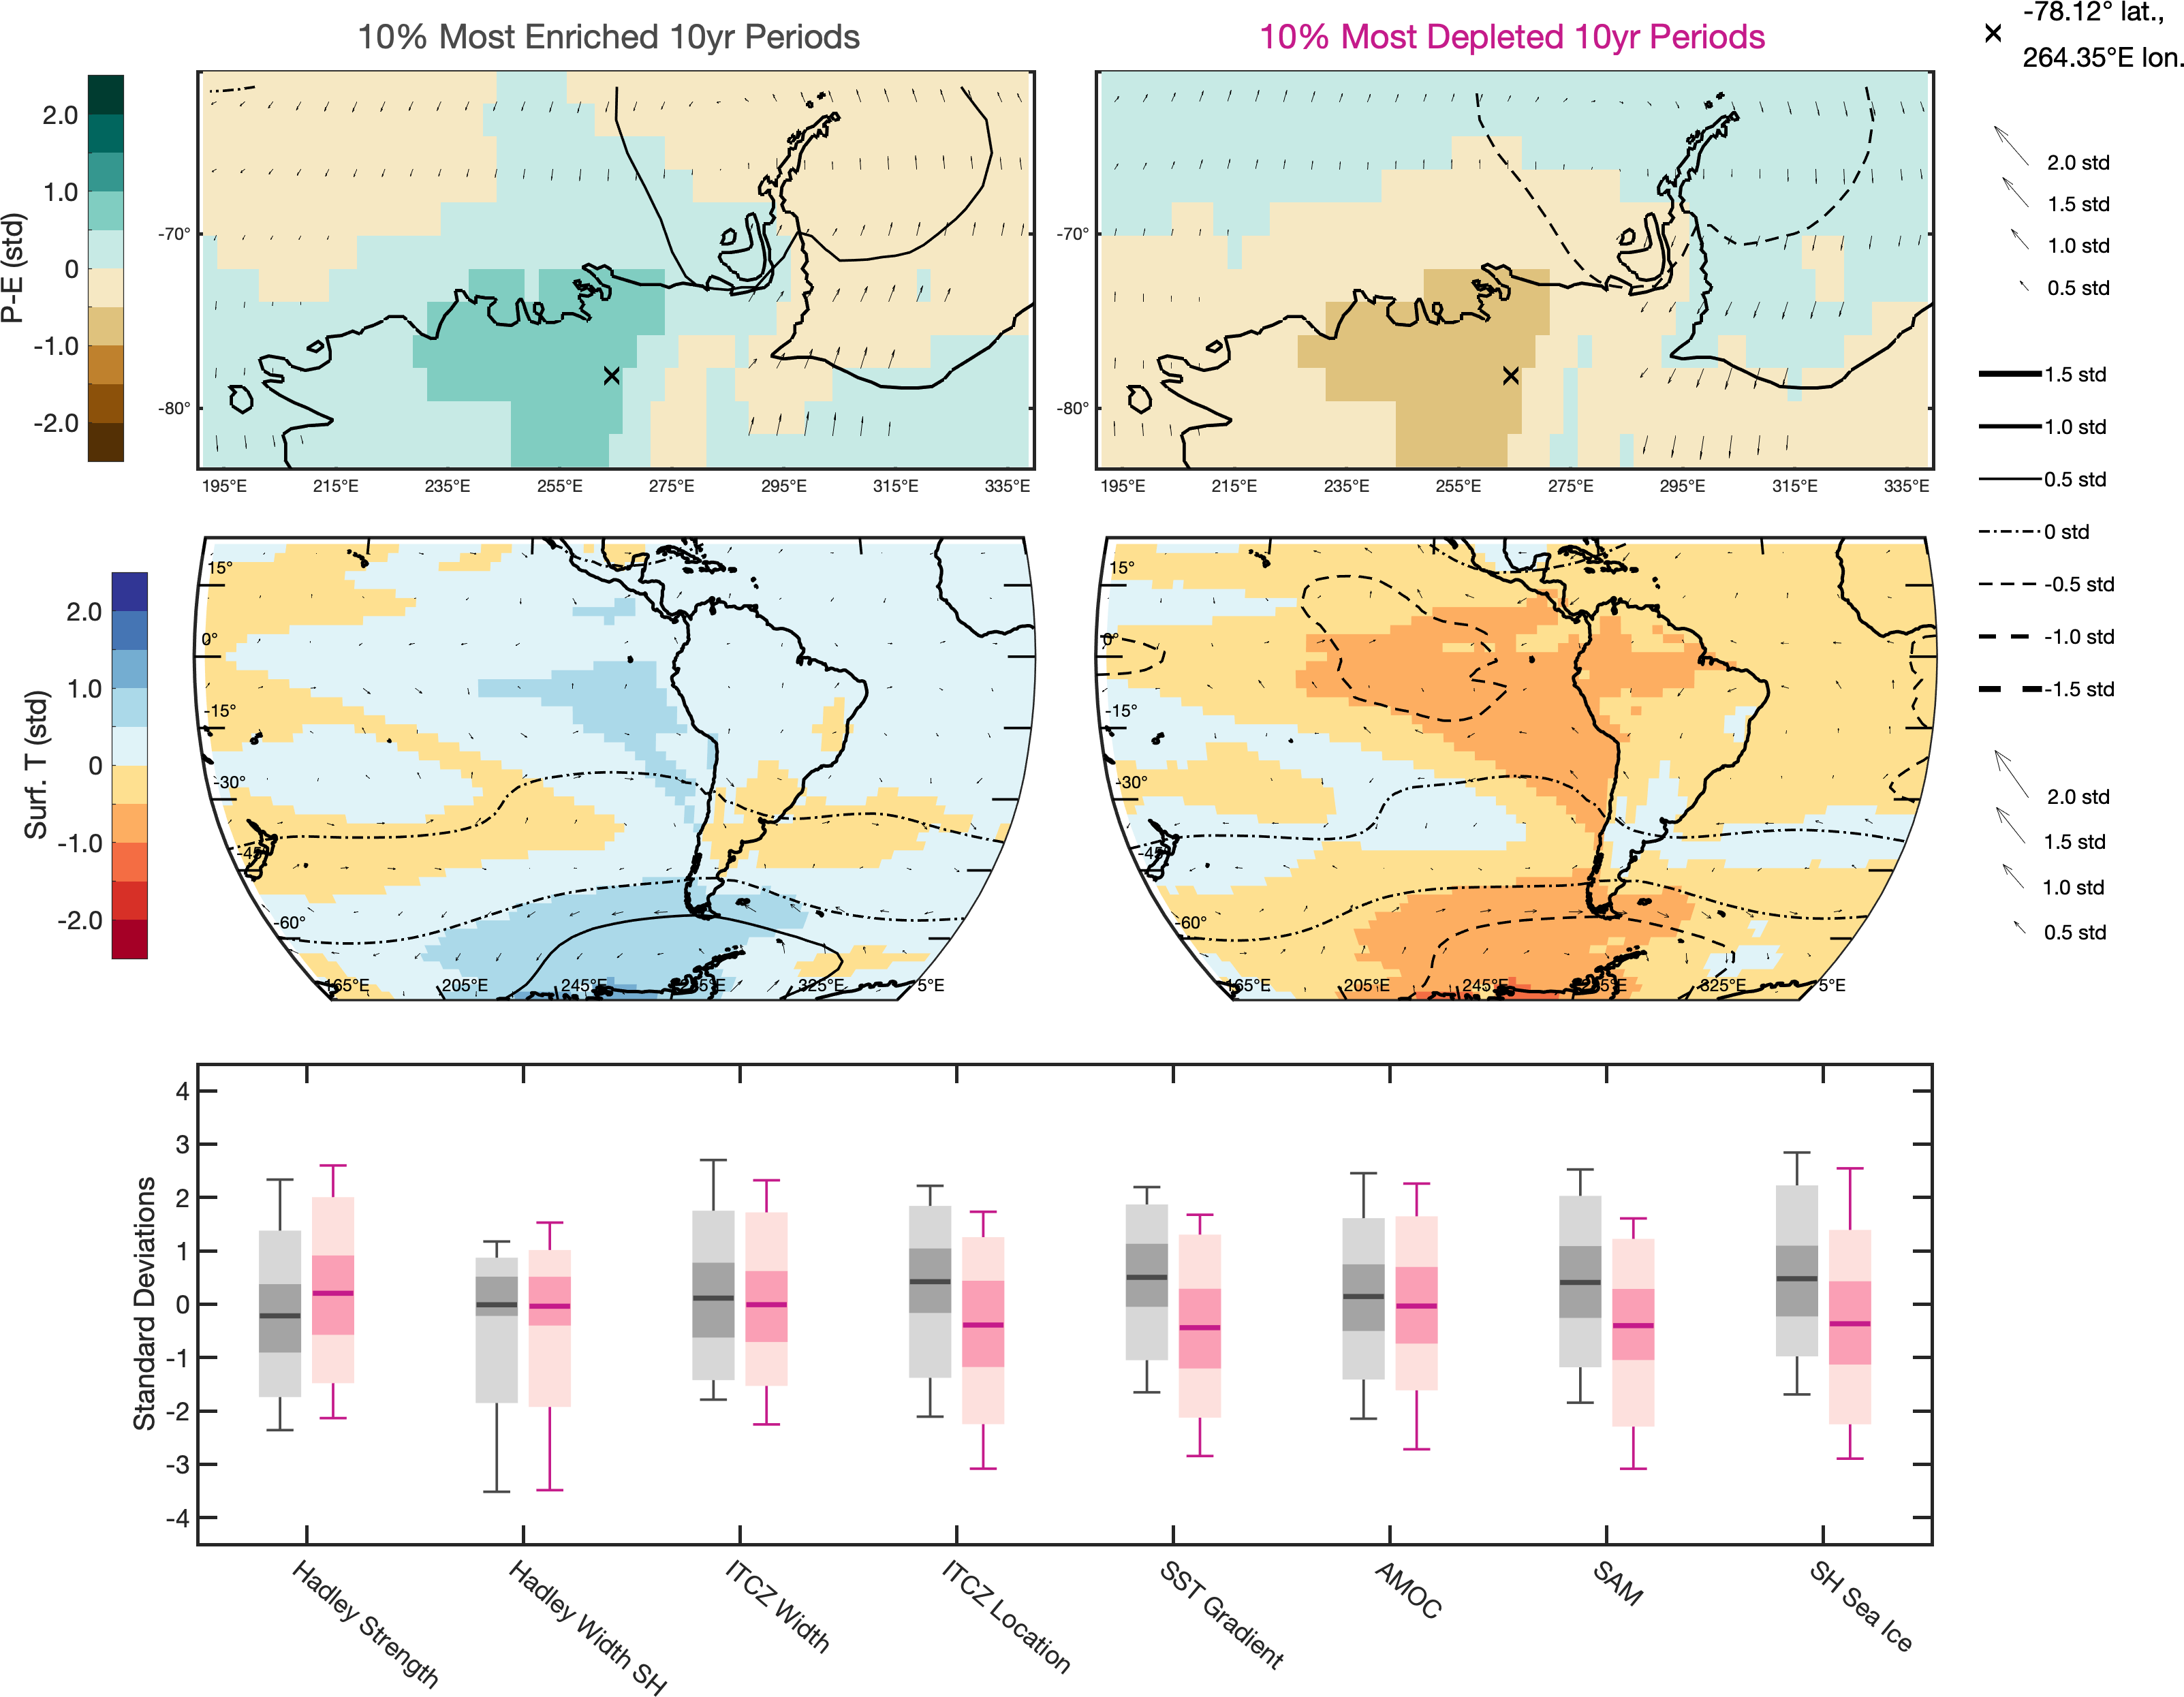 10% Most Enriched 10yr Periods
10% Most Depleted 10yr Periods
-78.12° lat.,
264.35°E lon.
P-E (std)
2.0
1.0
0
-1.0
-2.0
-70°
-80°
195°E 215°E 235°E 255°E 275°E 295°E 315°E 335°E
-70°
-80°
195°E 215°E 235°E 255°E 275°E 295°E 315°E 335°E
2.0 std
1.5 std
1.0 std
0.5 std
1.5 std
1.0 std
0.5 std
0 std
-0.5 std
-1.0 std
-1.5 std
2.0 std
1.5 std
1.0 std
0.5 std
Surf. T (std)
2.0
1.0
0
-1.0
-2.0
15°
0°
-15°
-30°
-45°
-60°
165°E 205°E 245°E 285°E 325°E 5°E
15°
0°
-15°
-30°
-45°
-60°
165°E 205°E 245°E 285°E 325°E 5°E
Standard Deviations
4
3
2
1
0
-1
-2
-3
-4
Hadley Strength
Hadley Width SH
ITCZ Width
ITCZ Location
SST Gradient
AMOC
SAM
SH Sea Ice